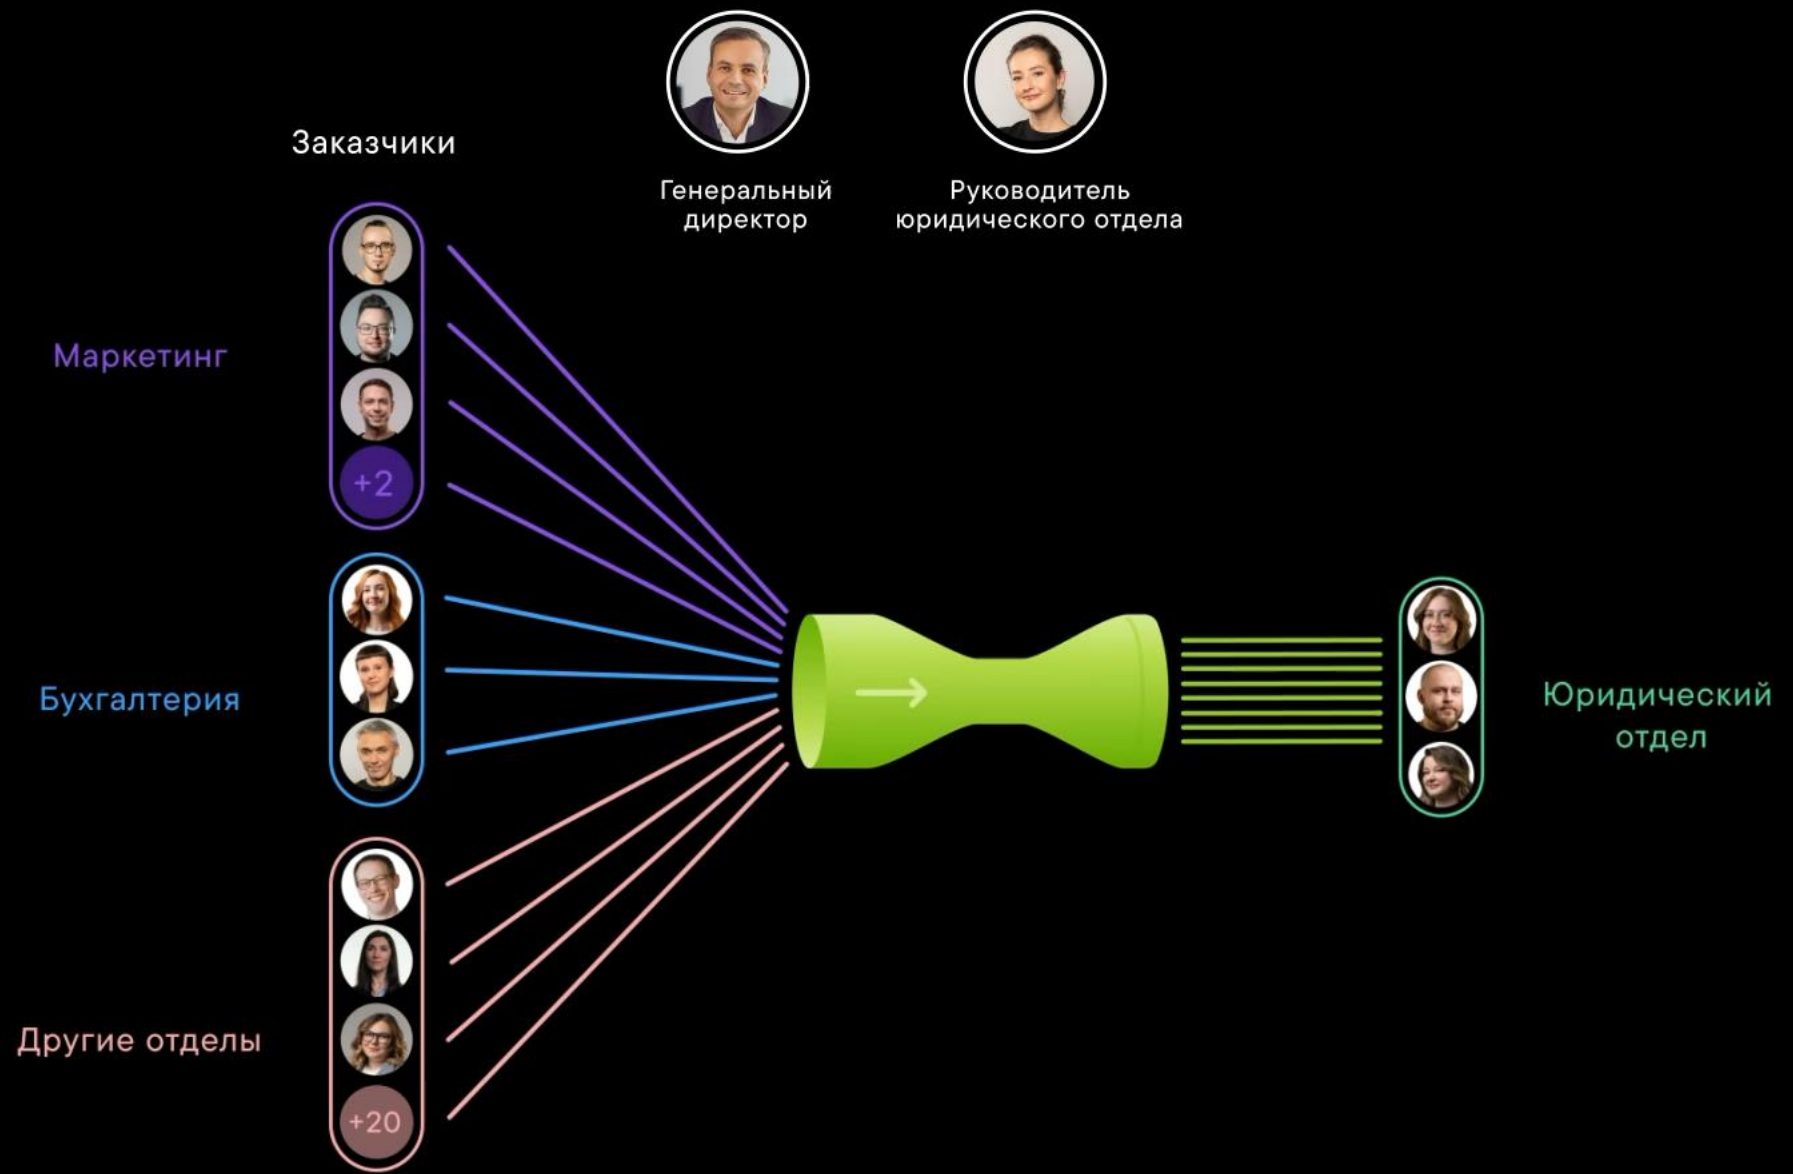 Заказчики
Генеральный
директор
Руководитель
юридического отдела
Маркетинг
+2
Бухгалтерия
Юридический
отдел
Другие отделы
+20